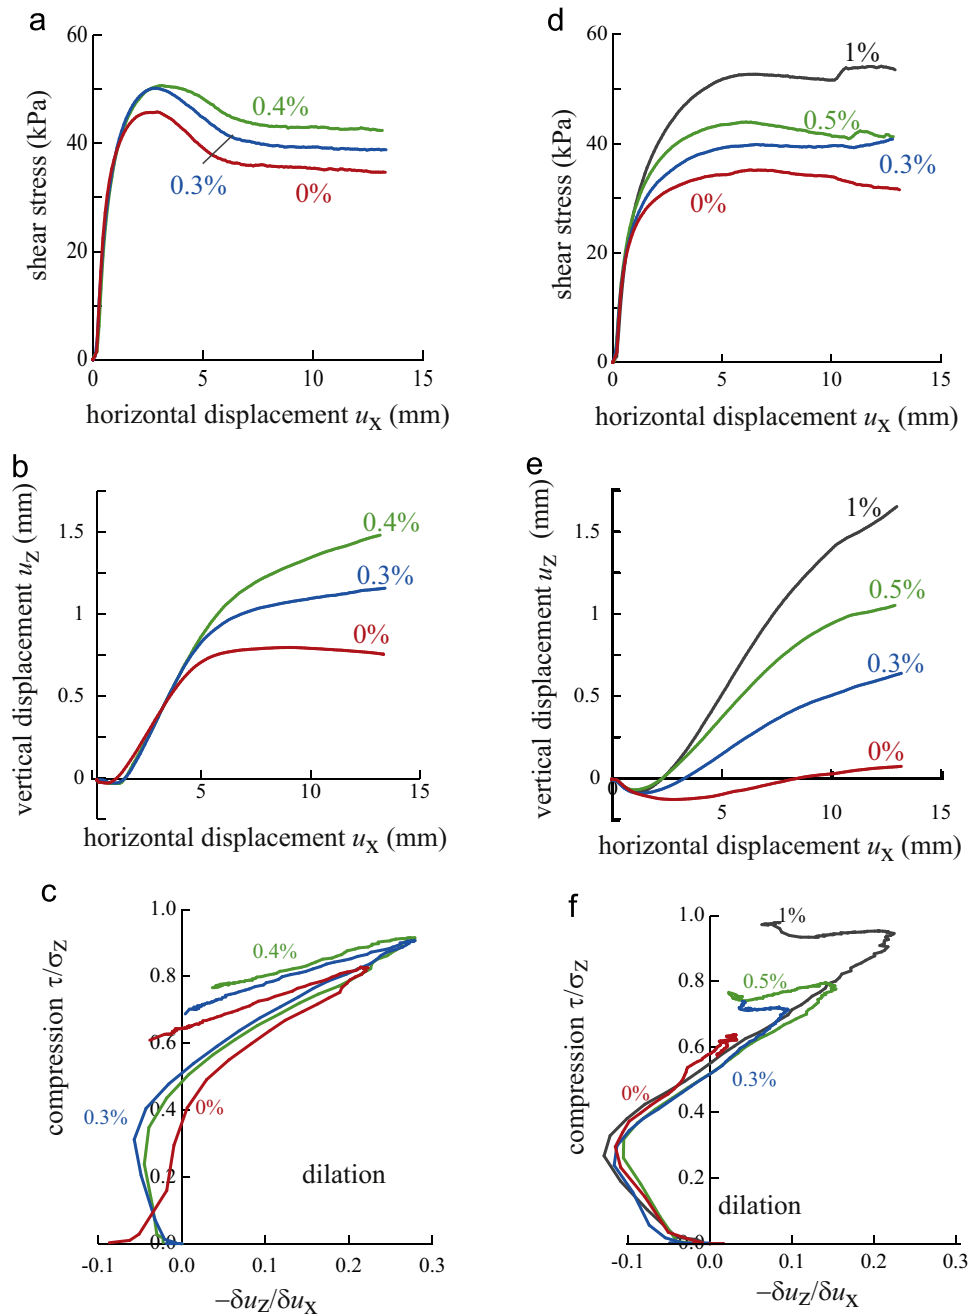 a
60
40
20
0
shear stress (kPa)
0.4%
0.3%
0%
0 5 10 15
horizontal displacement uX (mm)
d
60
40
20
0
shear stress (kPa)
1%
0.5%
0.3%
0%
0 5 10 15
horizontal displacement uX (mm)
b
1.5
1
0.5
0
vertical displacement uZ (mm)
0.4%
0.3%
0%
5 10 15
horizontal displacement uX (mm)
e
1.5
1
0.5
0
vertical displacement uZ (mm)
1%
0.5%
0.3%
0%
0 5 10 15
horizontal displacement uX (mm)
c
1.0
0.8
0.6
0.4
0.2
0.0
compression τ/σZ
0.4%
0.3%
0%
dilation
-0.1 0.0 0.1 0.2 0.3
−δuZ/δuX
f
1.0
0.8
0.6
0.4
0.2
0.0
compression τ/σZ
1%
0.5%
0%
0.3%
dilation
-0.1 0.0 0.1 0.2 0.3
−δuZ/δuX